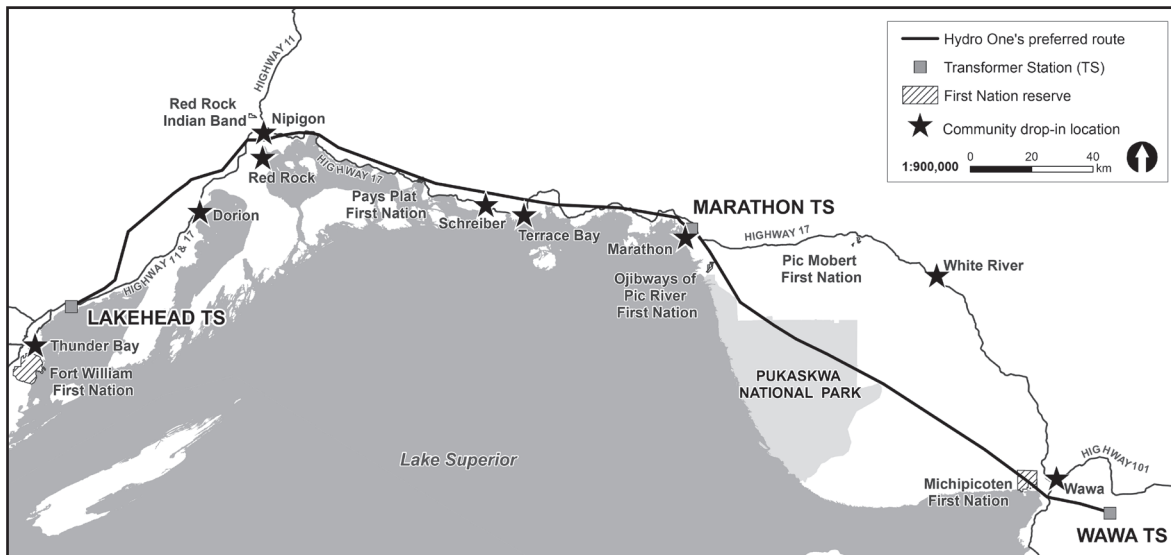 HIGHWAY 11
Red Rock
Indian Band
Nipigon
Red Rock
HIGHWAY 17
Dorion
HIGHWAY 11 & 17
Pays Plat
First Nation
Schreiber
Terrace Bay
MARATHON TS
Marathon
HIGHWAY 17
Pic Mobert
First Nation
White River
Ojibways of
Pic River
First Nation
LAKEHEAD TS
Thunder Bay
Fort William
First Nation
PUKASKWA
NATIONAL PARK
Lake Superior
Michipicoten
First Nation
HIGHWAY 101
Wawa
WAWA TS
Hydro One's preferred route
Transformer Station (TS)
First Nation reserve
Community drop-in location
1:900,000
0 20 40
km